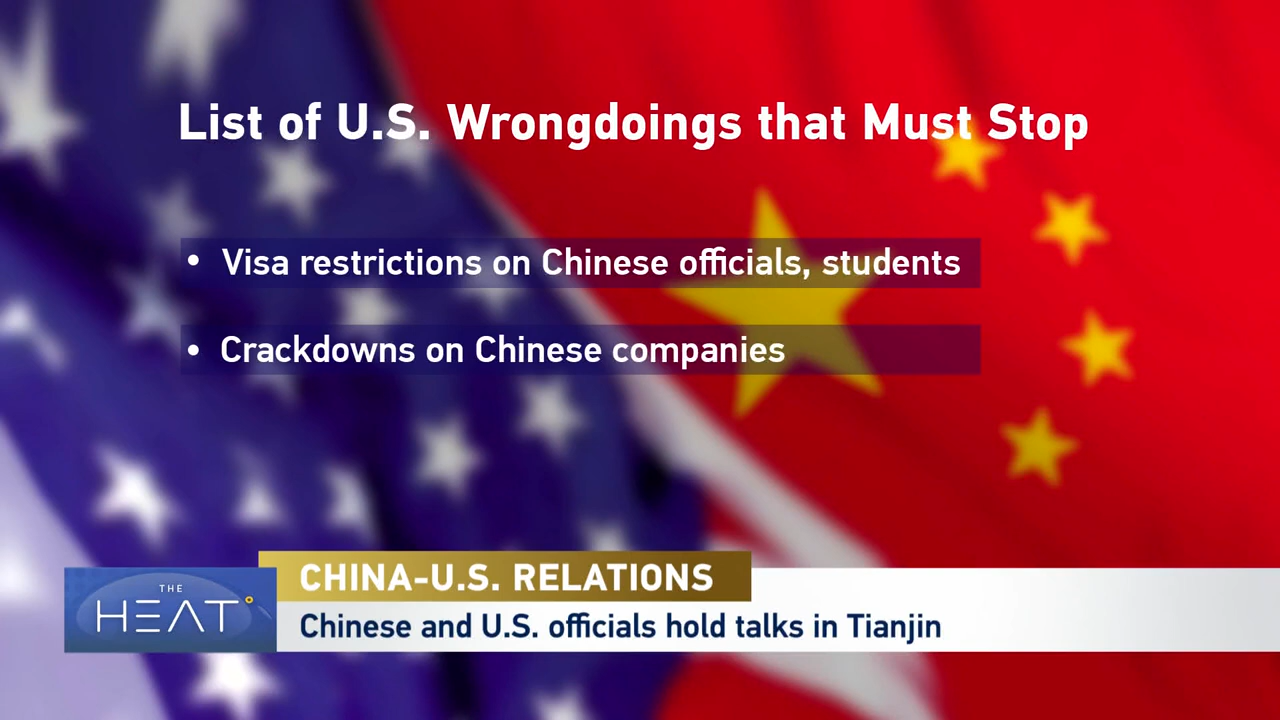 List of U.S. Wrongdoings that Must Stop
• Visa restrictions on Chinese officials, students
• Crackdowns on Chinese companies
CHINA-U.S. RELATIONS
THE
HEAT
Chinese and U.S. officials hold talks in Tianjin